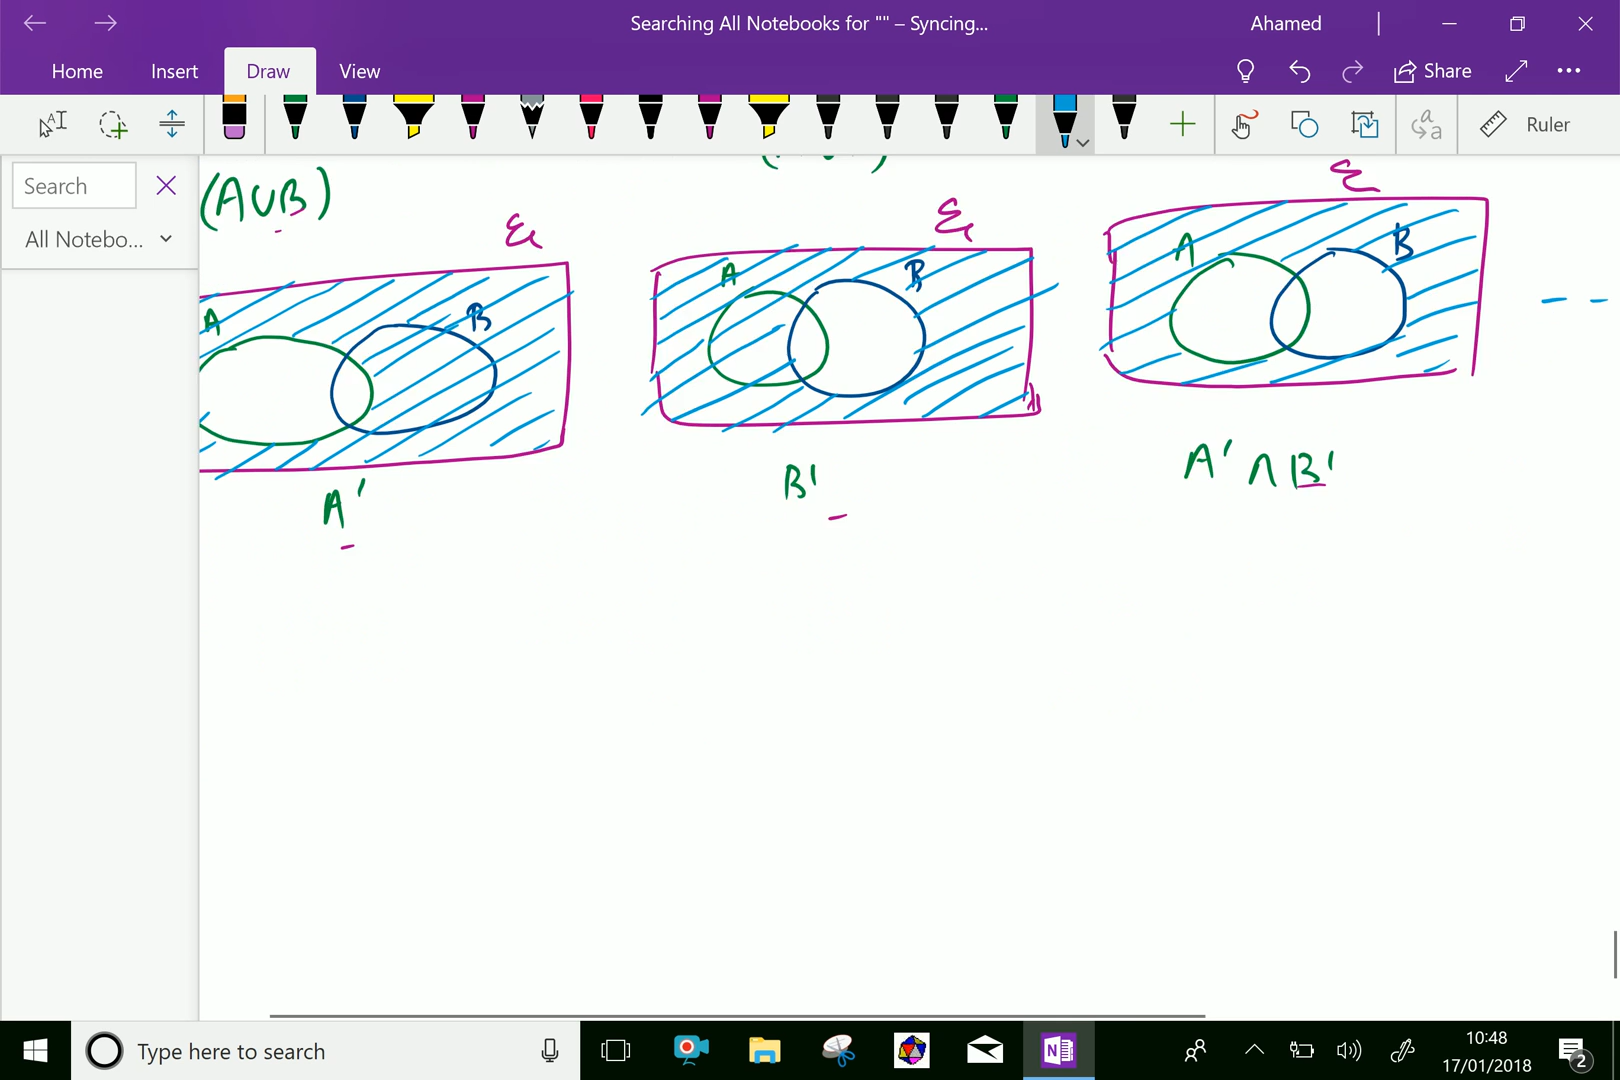 Searching All Notebooks for "" – Syncing...
Ahamed
Home Insert Draw View
Share
Ruler
Search
All Notebo...
(A∪B)
ξ
ξ
ξ
A B
A B
A B
A'
B'
A' ∩ B'
Type here to search
10:48
17/01/2018
2